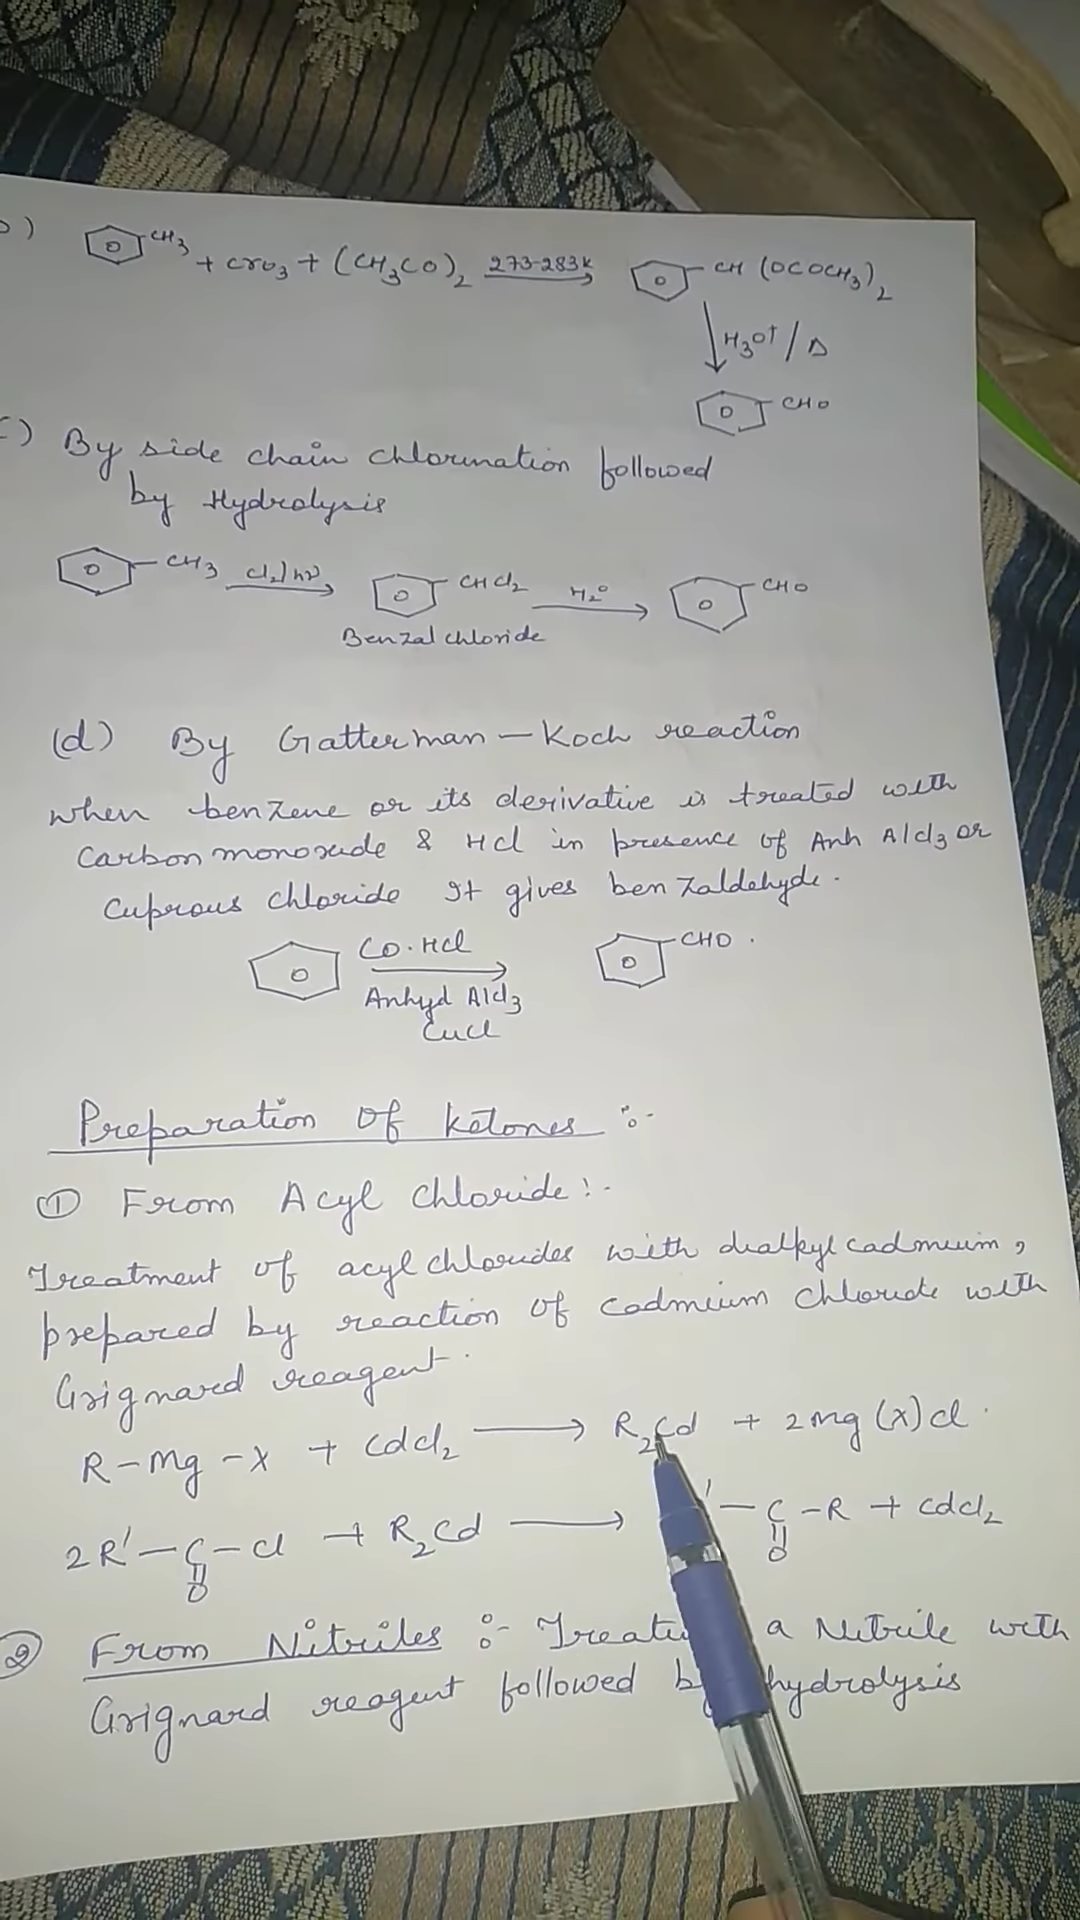 CH3 + CrO3 + (CH3CO)2 273-283K CH (OCOCH3)2
H3O+ / Δ
CHO
) By side chain chlorination followed
by Hydrolysis
CH3 Cl2/hν CHCl2 H2O CHO
Benzal chloride
(d) By Gatterman - Koch reaction
when benzene or its derivative is treated with
Carbon monoxide & HCl in presence of Anh AlCl3 or
Cuprous chloride It gives benzaldehyde.
CO.HCl CHO.
Anhyd AlCl3
CuCl
Preparation of Ketones :-
① From Acyl chloride :-
Treatment of acyl chlorides with dialkyl cadmium,
prepared by reaction of cadmium chloride with
Grignard reagent.
R-Mg-X + CdCl2 → R2Cd + 2Mg(X)Cl.
2R'-C-Cl + R2Cd → '-C-R + CdCl2
O O
② From Nitriles :- Treati a Nitrile with
Grignard reagent followed by hydrolysis